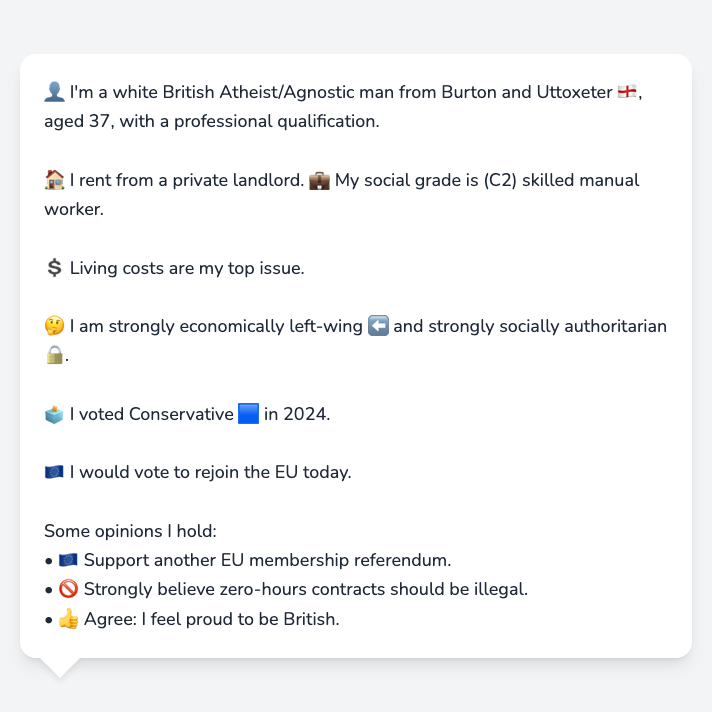 👤 I'm a white British Atheist/Agnostic man from Burton and Uttoxeter 🏴󠁧󠁢󠁥󠁮󠁧󠁿,
aged 37, with a professional qualification.
🏠 I rent from a private landlord. 💼 My social grade is (C2) skilled manual
worker.
💲 Living costs are my top issue.
🤔 I am strongly economically left-wing ⬅️ and strongly socially authoritarian
🔒.
🗳️ I voted Conservative 🟦 in 2024.
🇪🇺 I would vote to rejoin the EU today.
Some opinions I hold:
• 🇪🇺 Support another EU membership referendum.
• 🚫 Strongly believe zero-hours contracts should be illegal.
• 👍 Agree: I feel proud to be British.